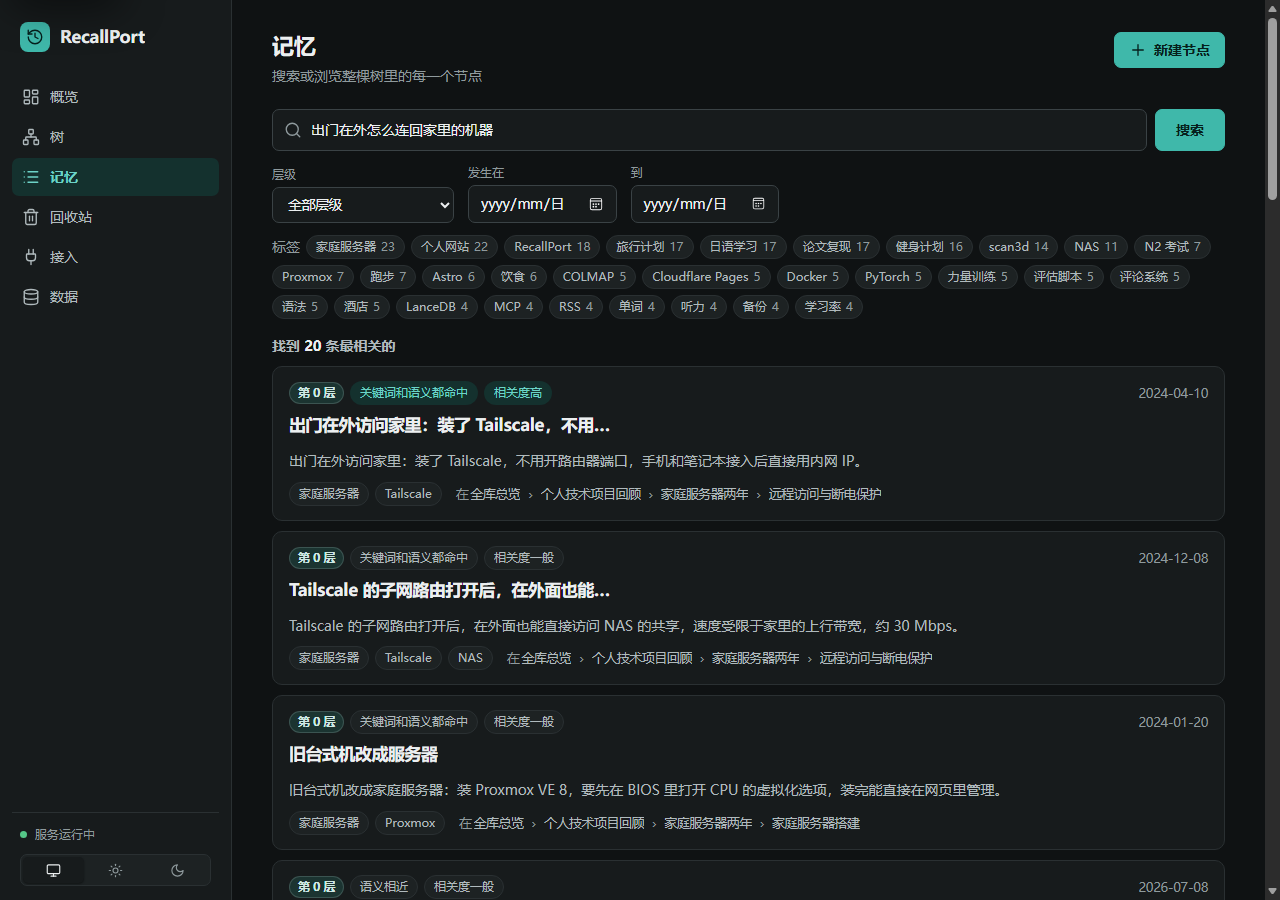 RecallPort
概览
树
记忆
回收站
接入
数据
服务运行中
记忆
搜索或浏览整棵树里的每一个节点
新建节点
出门在外怎么连回家里的机器
搜索
层级
发生在
到
全部层级
yyyy/mm/日
yyyy/mm/日
标签 家庭服务器 23 个人网站 22 RecallPort 18 旅行计划 17 日语学习 17 论文复现 17 健身计划 16 scan3d 14 NAS 11 N2 考试 7
Proxmox 7 跑步 7 Astro 6 饮食 6 COLMAP 5 Cloudflare Pages 5 Docker 5 PyTorch 5 力量训练 5 评估脚本 5 评论系统 5
语法 5 酒店 5 LanceDB 4 MCP 4 RSS 4 单词 4 听力 4 备份 4 学习率 4
找到 20 条最相关的
第 0 层 关键词和语义都命中 相关度高 2024-04-10
出门在外访问家里：装了 Tailscale，不用…
出门在外访问家里：装了 Tailscale，不用开路由器端口，手机和笔记本接入后直接用内网 IP。
家庭服务器 Tailscale 在 全库总览 › 个人技术项目回顾 › 家庭服务器两年 › 远程访问与断电保护
第 0 层 关键词和语义都命中 相关度一般 2024-12-08
Tailscale 的子网路由打开后，在外面也能…
Tailscale 的子网路由打开后，在外面也能直接访问 NAS 的共享，速度受限于家里的上行带宽，约 30 Mbps。
家庭服务器 Tailscale NAS 在 全库总览 › 个人技术项目回顾 › 家庭服务器两年 › 远程访问与断电保护
第 0 层 关键词和语义都命中 相关度一般 2024-01-20
旧台式机改成服务器
旧台式机改成家庭服务器：装 Proxmox VE 8，要先在 BIOS 里打开 CPU 的虚拟化选项，装完能直接在网页里管理。
家庭服务器 Proxmox 在 全库总览 › 个人技术项目回顾 › 家庭服务器两年 › 家庭服务器搭建
第 0 层 语义相近 相关度一般 2026-07-08